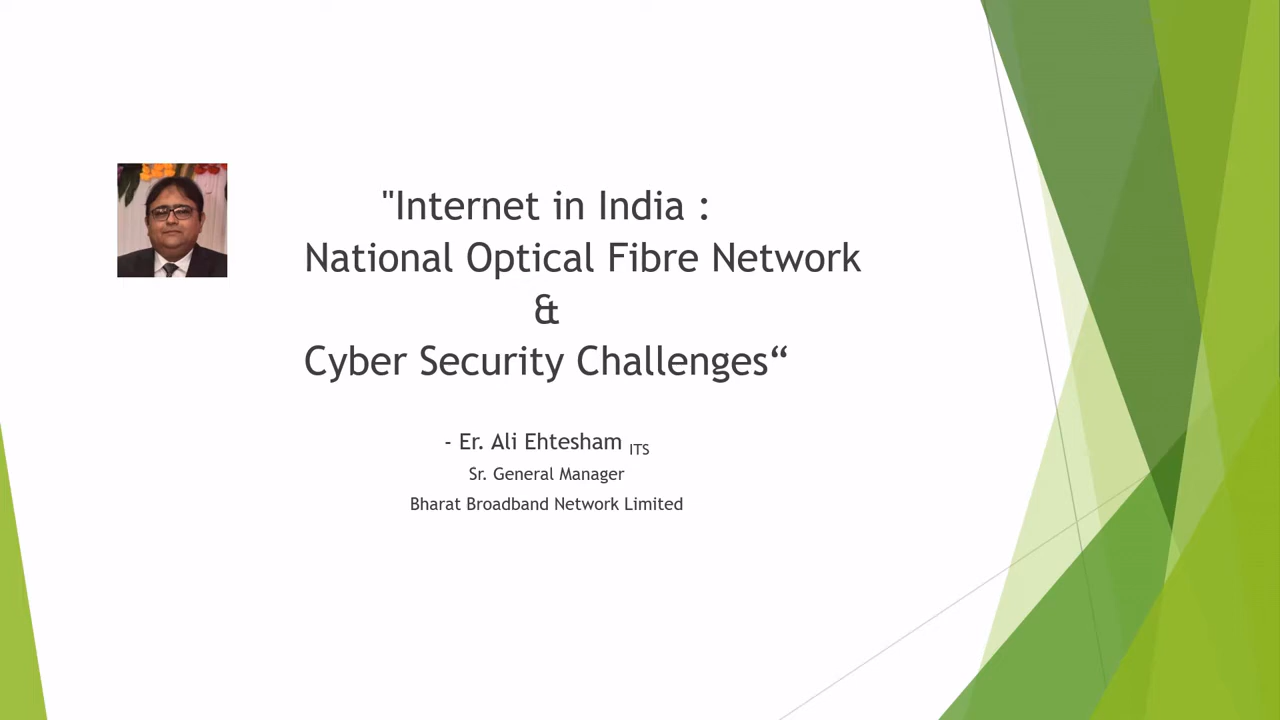 "Internet in India :
National Optical Fibre Network
&
Cyber Security Challenges“
- Er. Ali Ehtesham ITS
Sr. General Manager
Bharat Broadband Network Limited